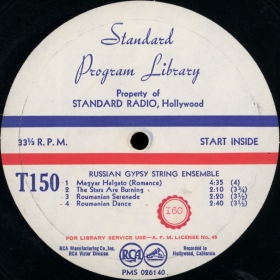 Standard
Program Library
Property of
STANDARD RADIO, Hollywood
33⅓ R. P. M. START INSIDE
T150 RUSSIAN GYPSY STRING ENSEMBLE
1 Magyar Halgato (Romance) 4:35 (4)
2 The Stars Are Burning 2:10 (3¾)
3 Roumanian Serenade 2:20 (3½)
4 Roumanian Dance 2:40 (3½)
160
FOR LIBRARY SERVICE USE—A. F. M. LICENSE No. 46
RCA Manufacturing Co., Inc.
RCA Victor Division
RCA
Recorded in
Hollywood, California
PMS 026140